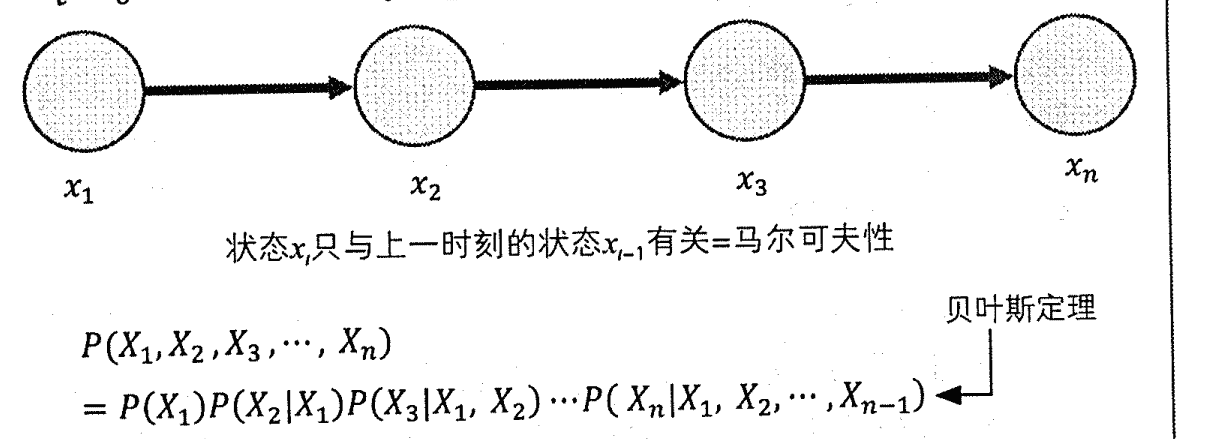 x₁ x₂ x₃ xₙ
状态xᵢ只与上一时刻的状态xᵢ₋₁有关=马尔可夫性
贝叶斯定理
P(X₁,X₂,X₃,⋯, Xₙ)
= P(X₁)P(X₂|X₁)P(X₃|X₁, X₂)⋯P( Xₙ|X₁, X₂,⋯,Xₙ₋₁)